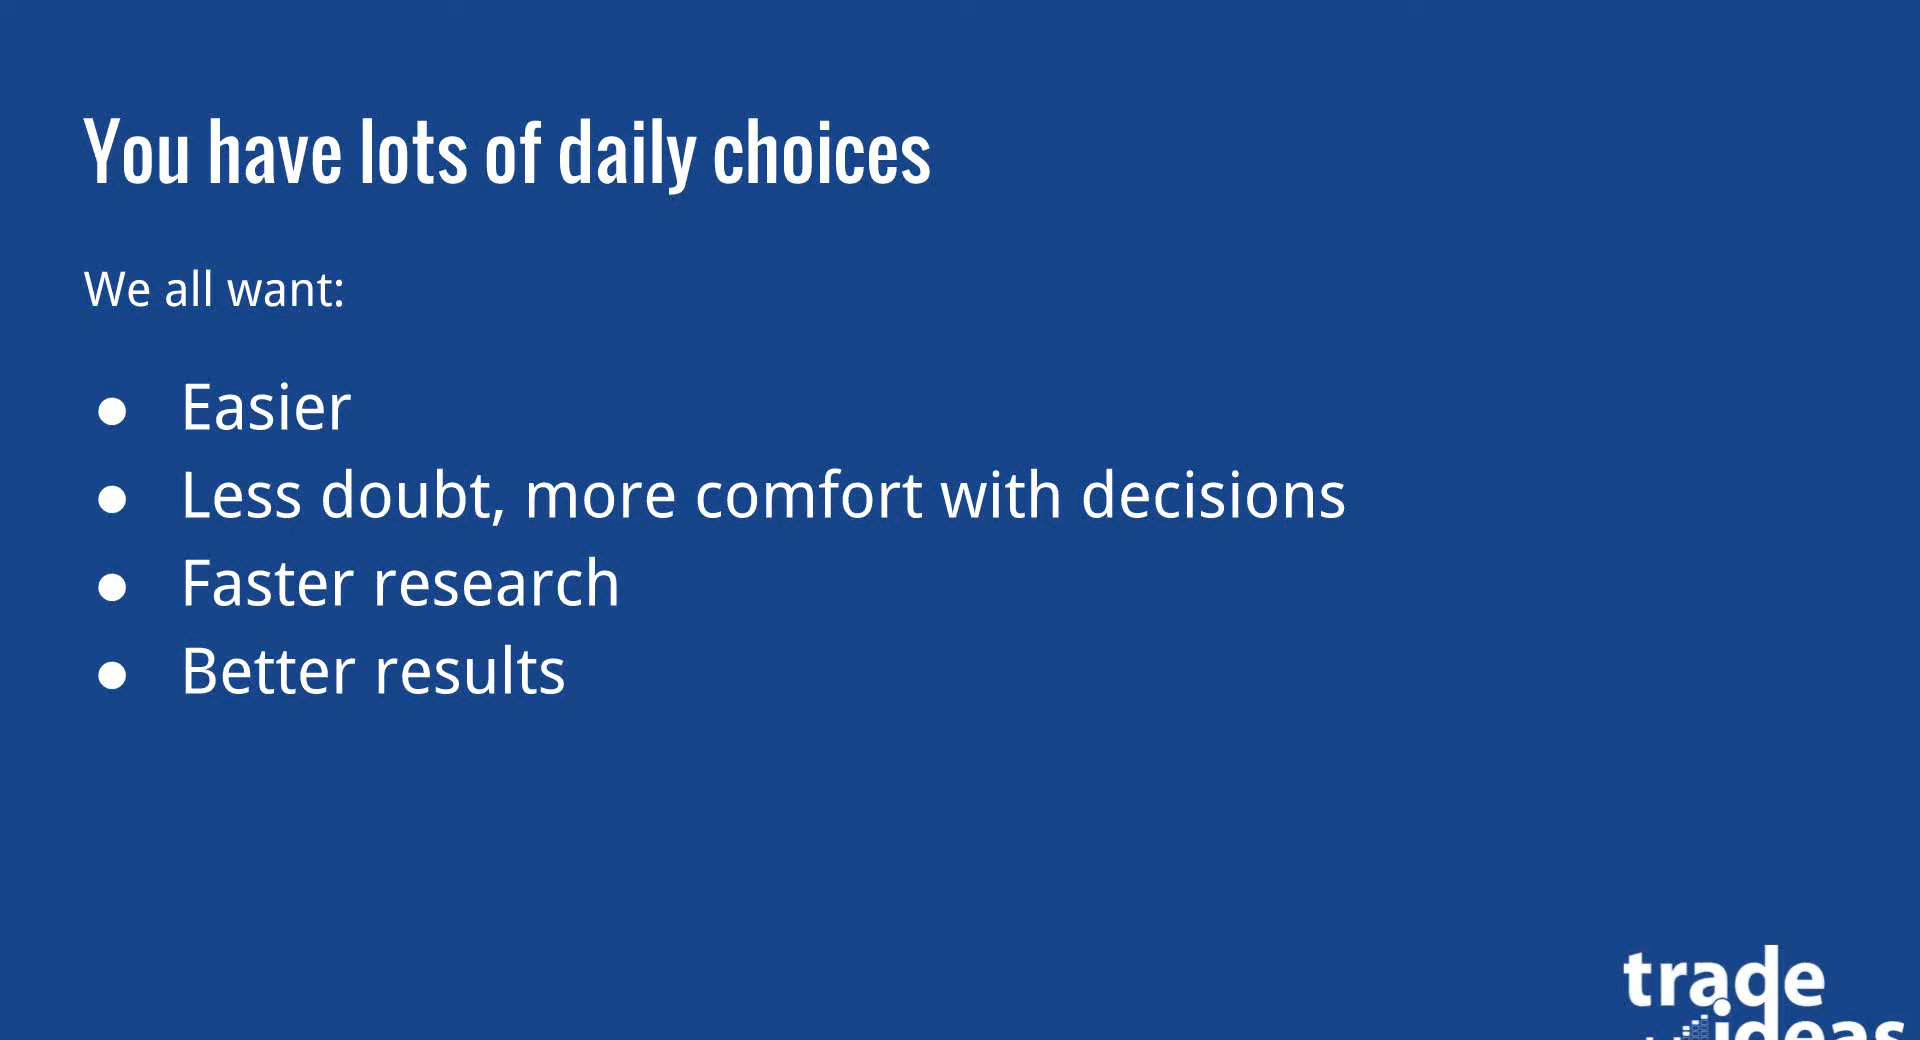 You have lots of daily choices
We all want:
● Easier
● Less doubt, more comfort with decisions
● Faster research
● Better results
trade
ideas